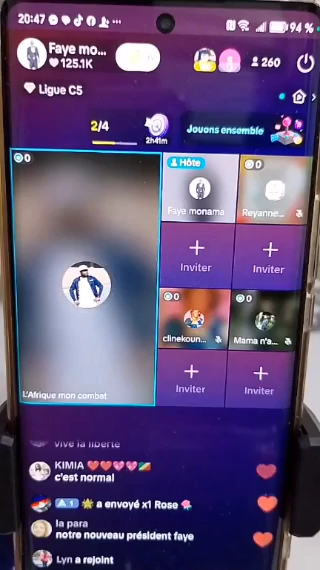 20:47
94 %
Faye mo...
125.1K
260
Ligue C5
2/4
2h41m
Jouons ensemble
0
Hôte
0
Faye monama
Reyanne...
Inviter
Inviter
0
0
clinekoun...
Mama n'a...
L'Afrique mon combat
Inviter
Inviter
vive la liberte
KIMIA
c'est normal
A 1 a envoyé x1 Rose
la para
notre nouveau président faye
Lyn a rejoint